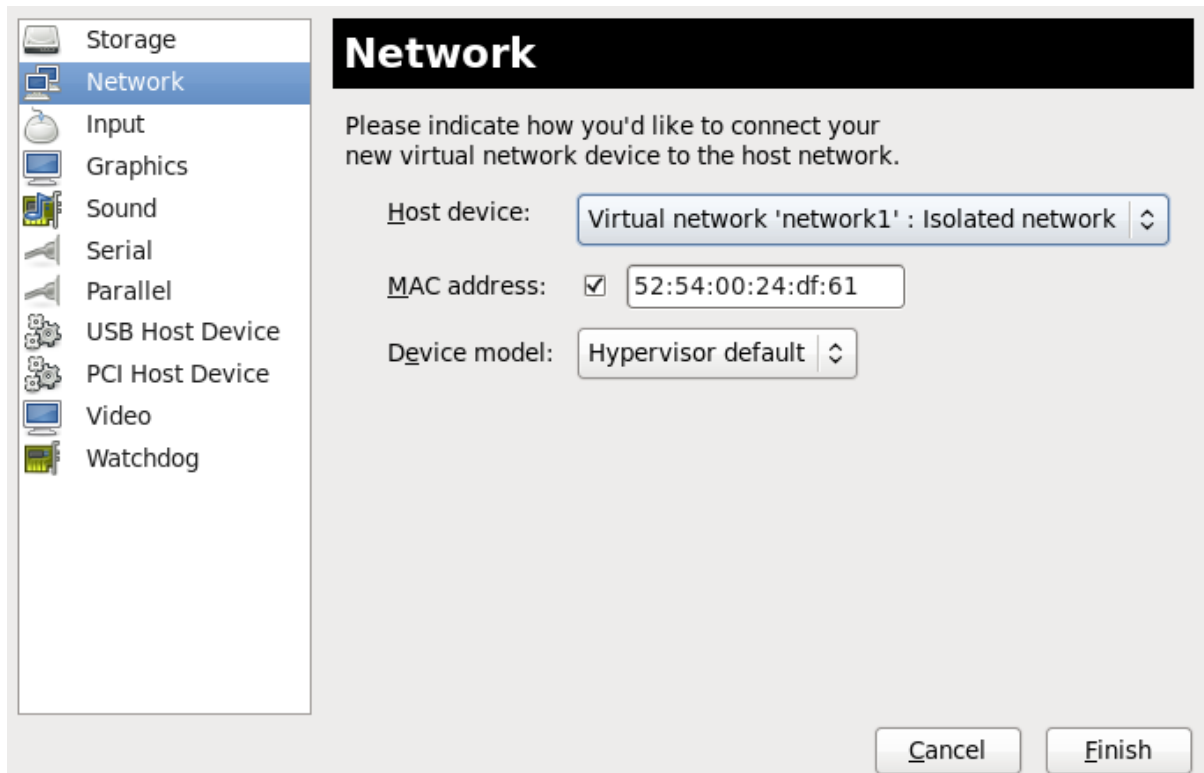 Storage
Network
Input
Graphics
Sound
Serial
Parallel
USB Host Device
PCI Host Device
Video
Watchdog
Network
Please indicate how you'd like to connect your
new virtual network device to the host network.
Host device: Virtual network 'network1' : Isolated network
MAC address: 52:54:00:24:df:61
Device model: Hypervisor default
Cancel Finish